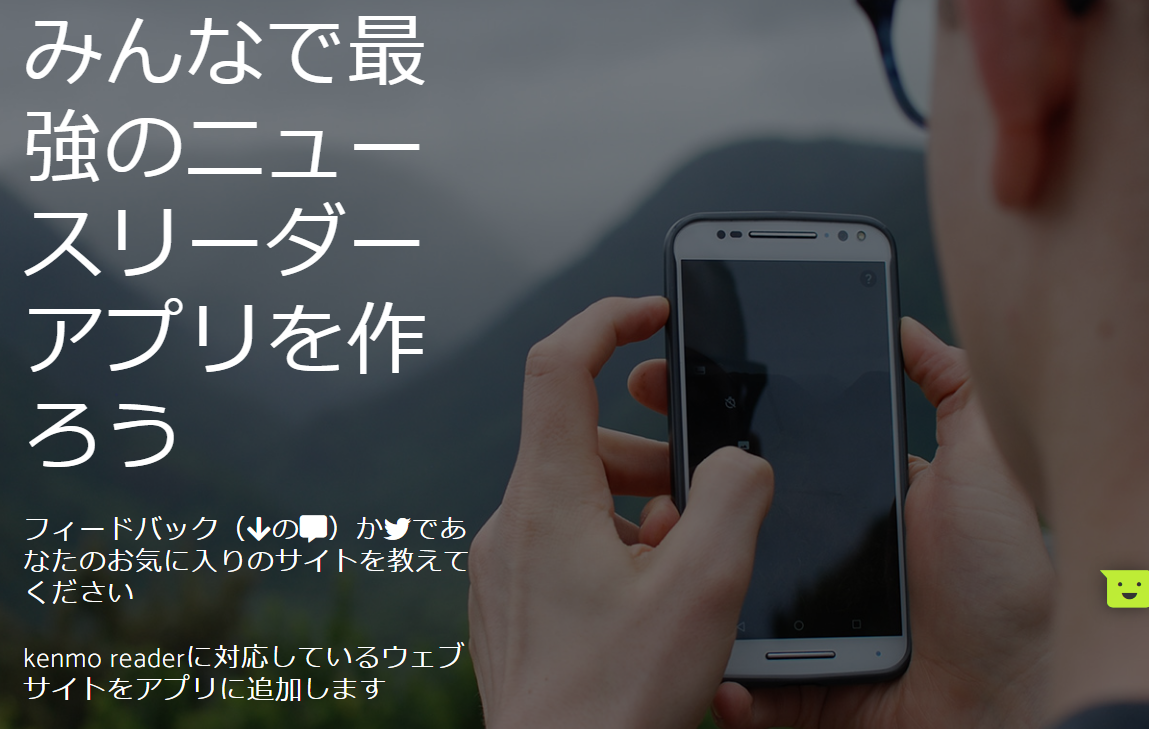 みんなで最
強のニュー
スリーダー
アプリを作
ろう
フィードバック（↓の💬）か🐦であ
なたのお気に入りのサイトを教えて
ください
kenmo readerに対応しているウェブ
サイトをアプリに追加します